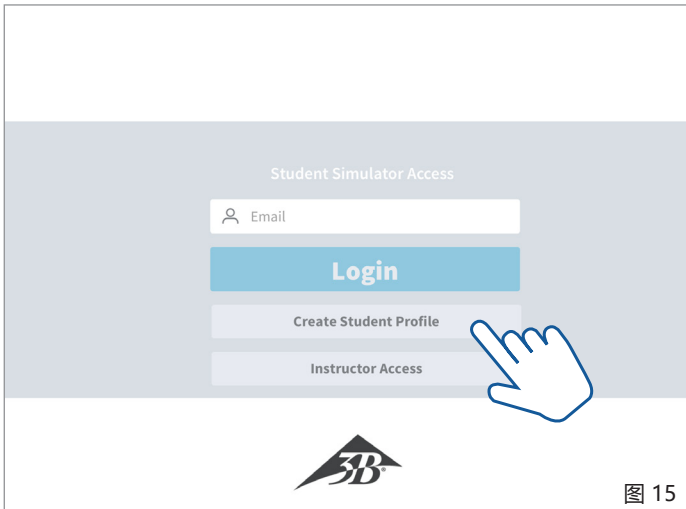 Student Simulator Access
Email
Login
Create Student Profile
Instructor Access
3B
图 15